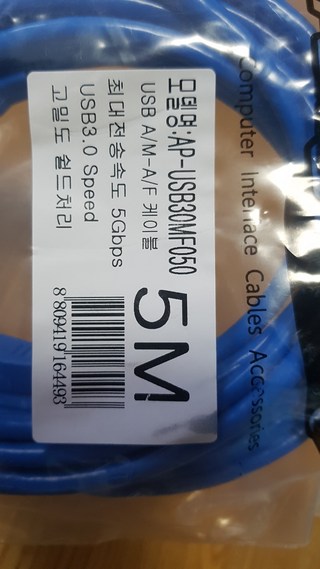 모델명:AP-USB30MF050
USB A/M-A/F 케이블
최대전송속도 5Gbps
USB3.0 Speed
고밀도 쉴드처리
5M
8 809419 164493
Computer Interface Cables Accessories